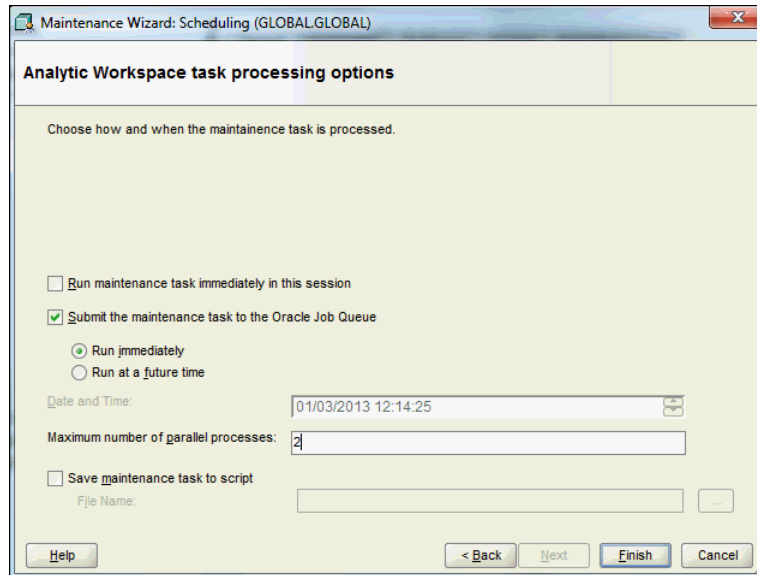 Maintenance Wizard: Scheduling (GLOBAL.GLOBAL)
Analytic Workspace task processing options
Choose how and when the maintainence task is processed.
Run maintenance task immediately in this session
Submit the maintenance task to the Oracle Job Queue
Run immediately
Run at a future time
Date and Time: 01/03/2013 12:14:25
Maximum number of parallel processes: 2
Save maintenance task to script
File Name: ...
Help < Back Next Finish Cancel